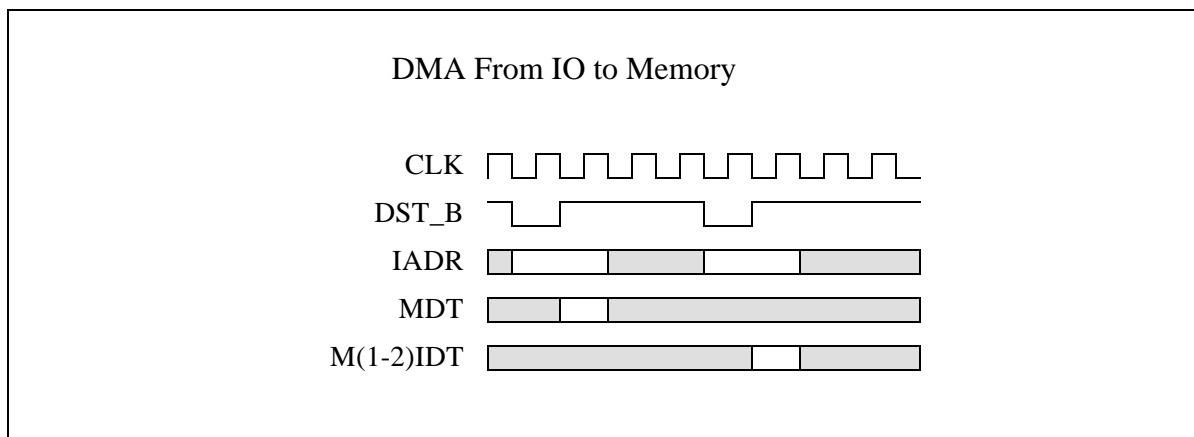 DMA From IO to Memory
CLK
DST_B
IADR
MDT
M(1-2)IDT